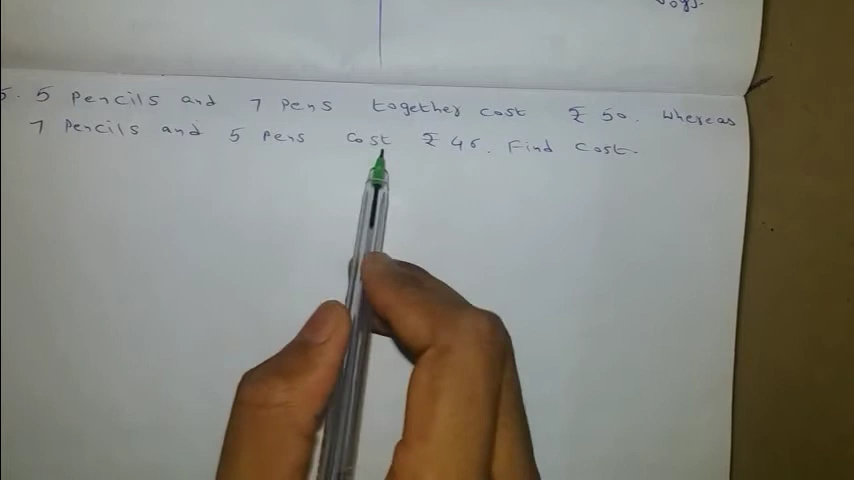 5. 5 Pencils and 7 Pens together cost ₹ 50. Whereas
7 Pencils and 5 pens cost ₹ 46. Find cost.